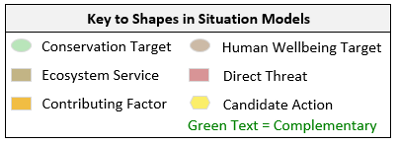 Key to Shapes in Situation Models
Conservation Target Human Wellbeing Target
Ecosystem Service Direct Threat
Contributing Factor Candidate Action
Green Text = Complementary